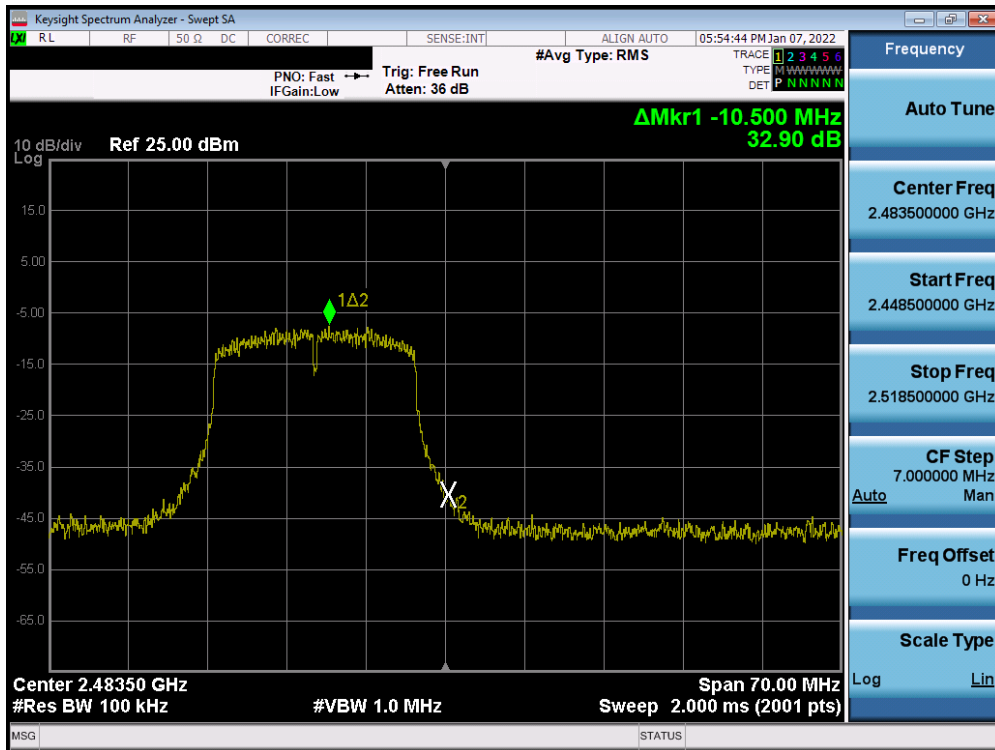 Keysight Spectrum Analyzer - Swept SA
LXI RL RF 50 Ω DC CORREC SENSE:INT ALIGN AUTO 05:54:44 PM Jan 07, 2022
PNO: Fast
IFGain:Low
Trig: Free Run
Atten: 36 dB
#Avg Type: RMS
TRACE 1 2 3 4 5 6
TYPE M W W W W W
DET P N N N N N
ΔMkr1 -10.500 MHz
32.90 dB
10 dB/div
Log
Ref 25.00 dBm
15.0
5.00
-5.00
-15.0
-25.0
-35.0
-45.0
-55.0
-65.0
1Δ2
2
Center 2.48350 GHz
#Res BW 100 kHz
#VBW 1.0 MHz
Span 70.00 MHz
Sweep 2.000 ms (2001 pts)
MSG
STATUS
Frequency
Auto Tune
Center Freq
2.483500000 GHz
Start Freq
2.448500000 GHz
Stop Freq
2.518500000 GHz
CF Step
7.000000 MHz
Auto Man
Freq Offset
0 Hz
Scale Type
Log Lin